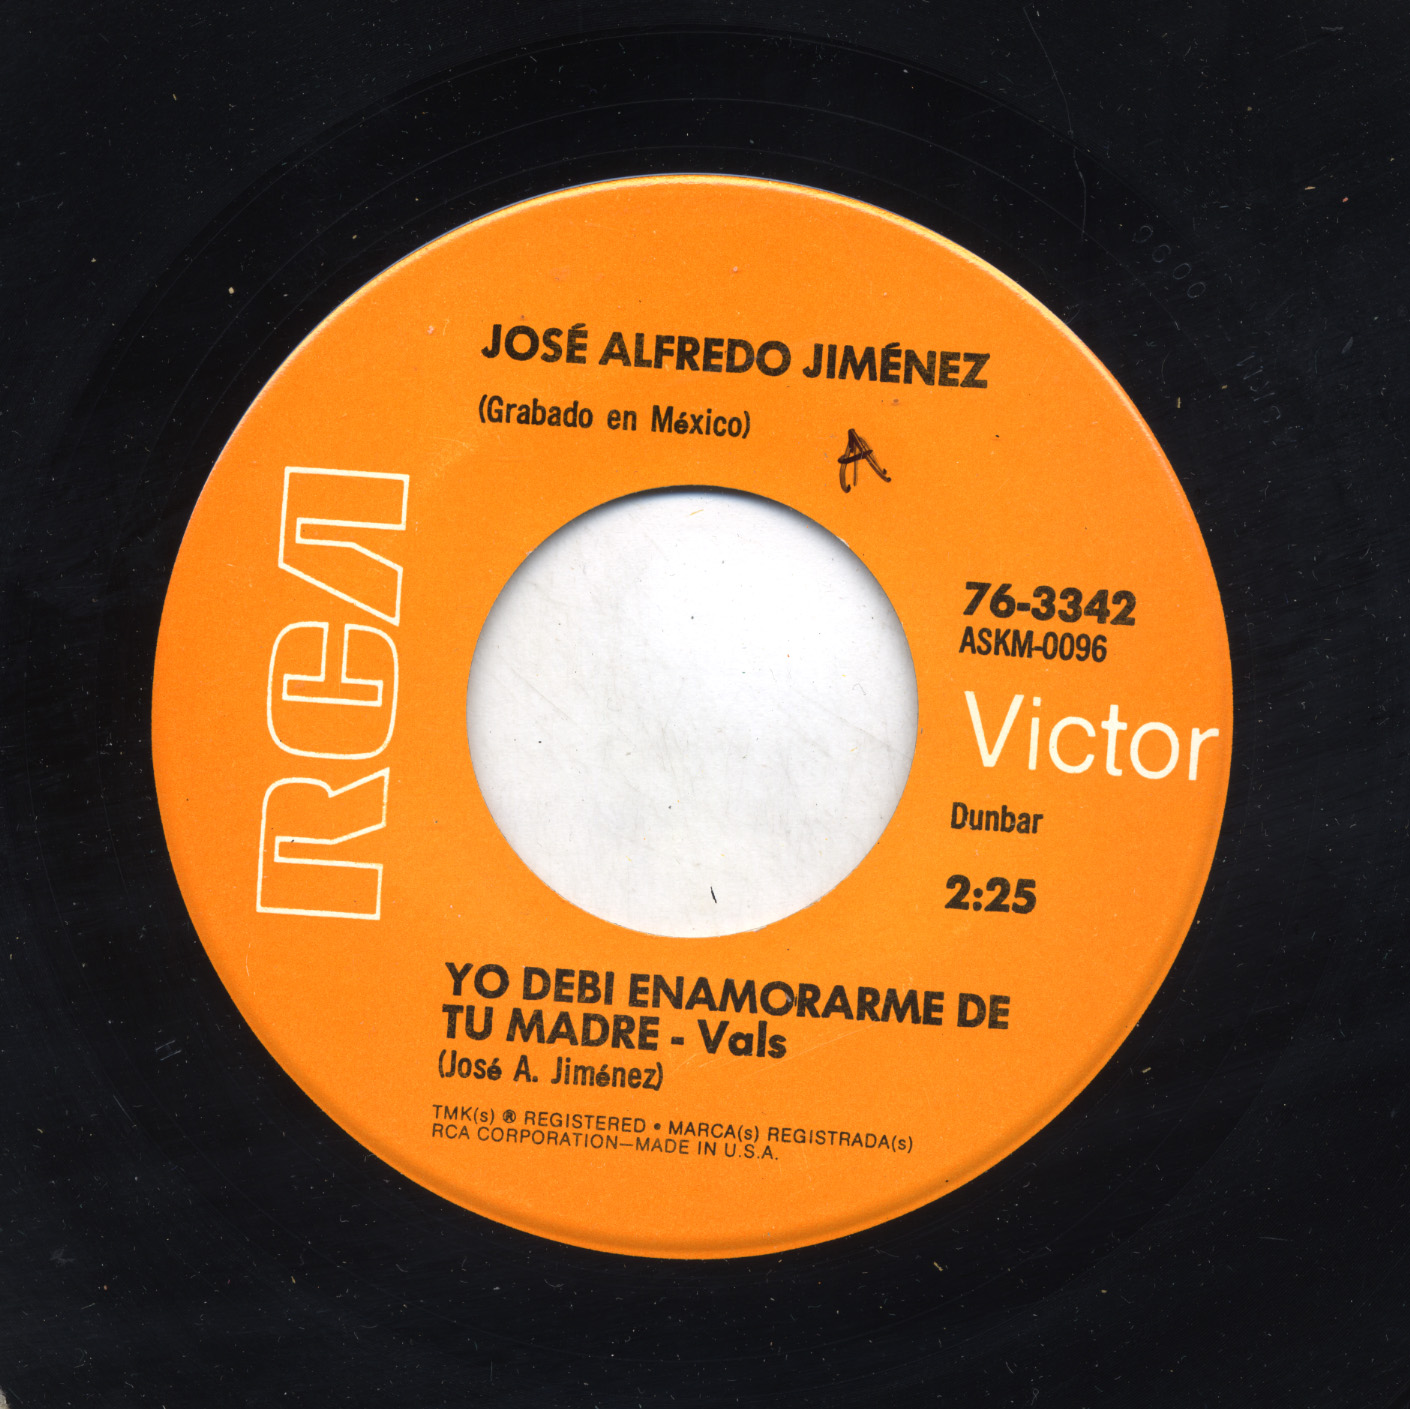 JOSÉ ALFREDO JIMÉNEZ
(Grabado en México)
A
RCA
76-3342
ASKM-0096
Victor
Dunbar
2:25
YO DEBI ENAMORARME DE
TU MADRE - Vals
(José A. Jiménez)
TMK(s) ® REGISTERED • MARCA(s) REGISTRADA(s)
RCA CORPORATION—MADE IN U.S.A.